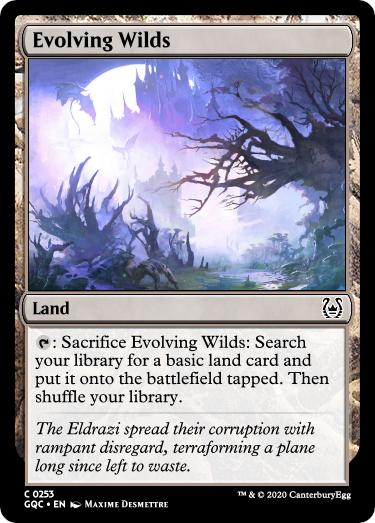 Evolving Wilds
Land
: Sacrifice Evolving Wilds: Search
your library for a basic land card and
put it onto the battlefield tapped. Then
shuffle your library.
The Eldrazi spread their corruption with
rampant disregard, terraforming a plane
long since left to waste.
C 0253
GQC • EN Maxime Desmettre
™ & © 2020 CanterburyEgg